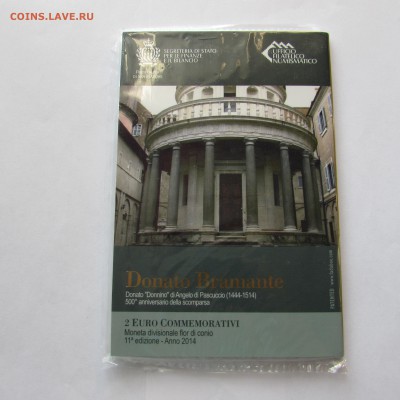 COINS.LAVE.RU
SEGRETERIA DI STATO
PER LE FINANZE
E IL BILANCIO
UFFICIO
FILATELICO
NUMISMATICO
Donato Bramante
Donato "Donnino" di Angelo di Pascuccio (1444-1514)
500° anniversario della scomparsa
2 EURO COMMEMORATIVI
Moneta divisionale fior di conio
11ª edizione - Anno 2014